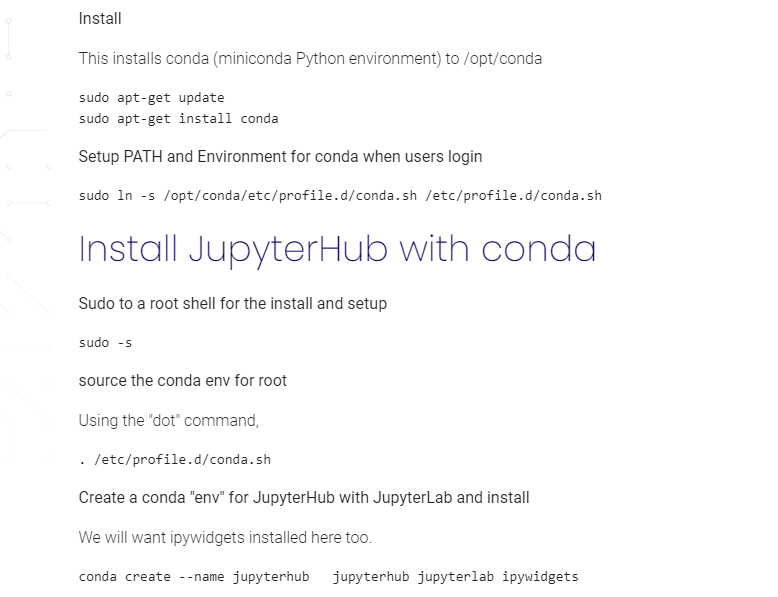 Install
This installs conda (miniconda Python environment) to /opt/conda
sudo apt-get update
sudo apt-get install conda
Setup PATH and Environment for conda when users login
sudo ln -s /opt/conda/etc/profile.d/conda.sh /etc/profile.d/conda.sh
Install JupyterHub with conda
Sudo to a root shell for the install and setup
sudo -s
source the conda env for root
Using the "dot" command,
. /etc/profile.d/conda.sh
Create a conda "env" for JupyterHub with JupyterLab and install
We will want ipywidgets installed here too.
conda create --name jupyterhub   jupyterhub jupyterlab ipywidgets